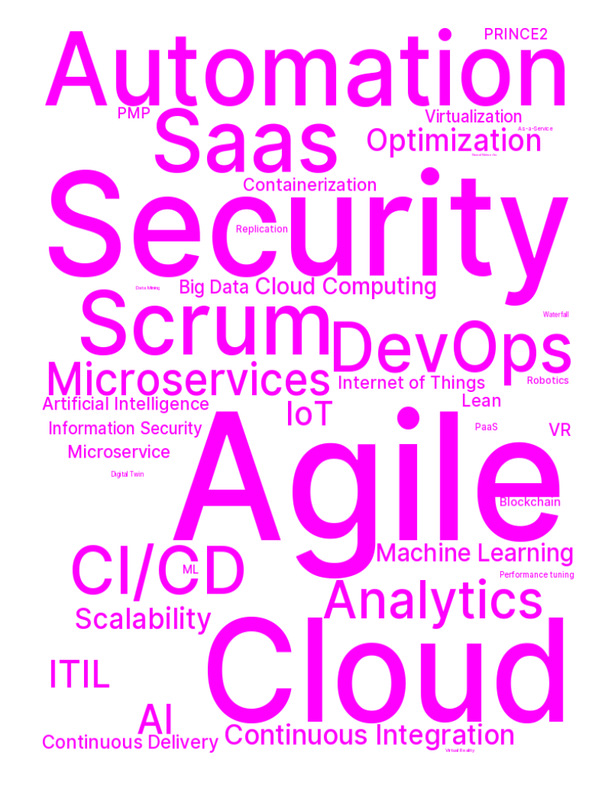 PRINCE2
Automation
PMP
Saas
Virtualization
As-a-Service
Optimization
Containerization
Security
Replication
Data Mining
Big Data
Cloud Computing
Scrum
Waterfall
DevOps
Microservices
Internet of Things
Robotics
Artificial Intelligence
IoT
Lean
Information Security
PaaS
VR
Microservice
Agile
Digital Twin
Blockchain
CI/CD
Machine Learning
ML
Performance tuning
Analytics
Scalability
Cloud
ITIL
AI
Continuous Delivery
Continuous Integration
Virtual Reality